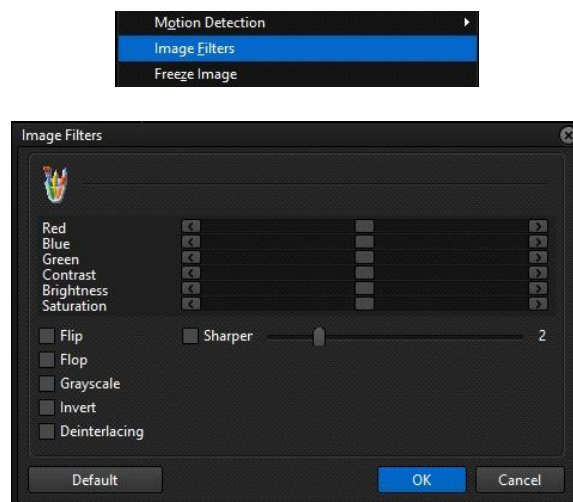 Motion Detection
Image Filters
Freeze Image
Image Filters
Red
Blue
Green
Contrast
Brightness
Saturation
Flip
Sharper 2
Flop
Grayscale
Invert
Deinterlacing
Default OK Cancel